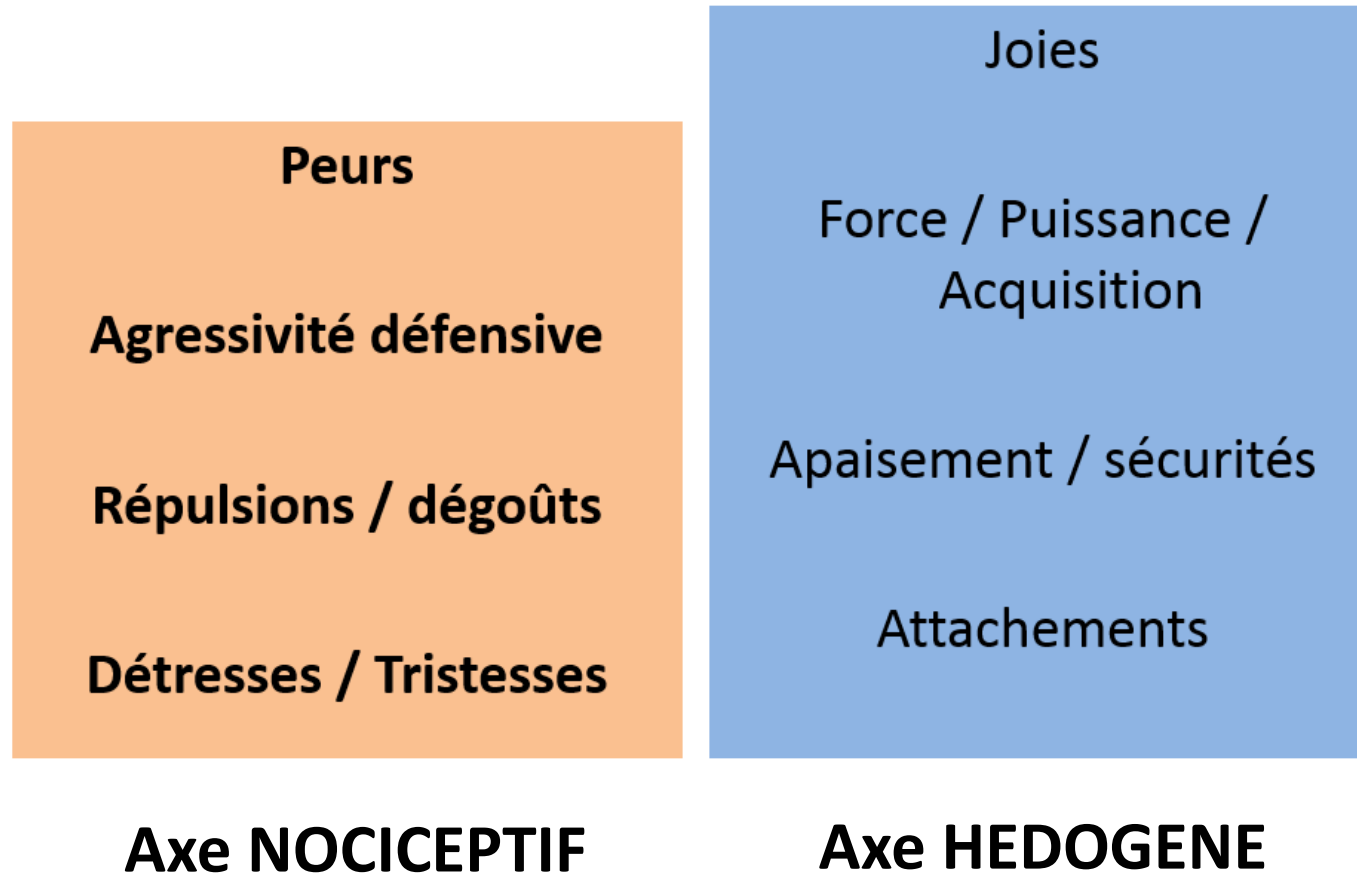 Peurs
Agressivité défensive
Répulsions / dégoûts
Détresses / Tristesses
Axe NOCICEPTIF
Joies
Force / Puissance /
Acquisition
Apaisement / sécurités
Attachements
Axe HEDOGENE